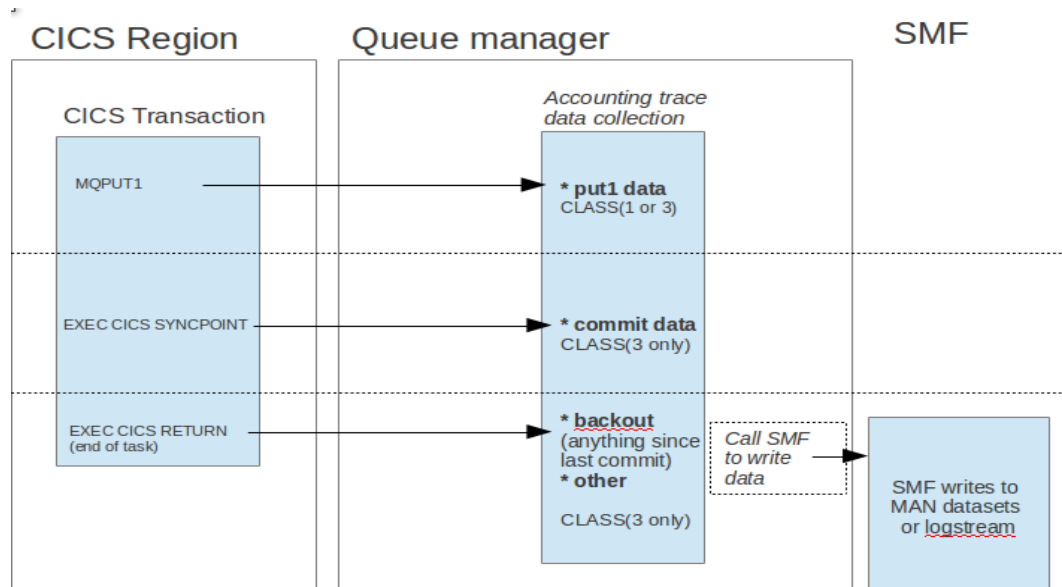 CICS Region
Queue manager
SMF
CICS Transaction
Accounting trace
data collection
MQPUT1
* put1 data
CLASS(1 or 3)
EXEC CICS SYNCPOINT
* commit data
CLASS(3 only)
EXEC CICS RETURN
(end of task)
* backout
(anything since
last commit)
* other
CLASS(3 only)
Call SMF
to write
data
SMF writes to
MAN datasets
or logstream